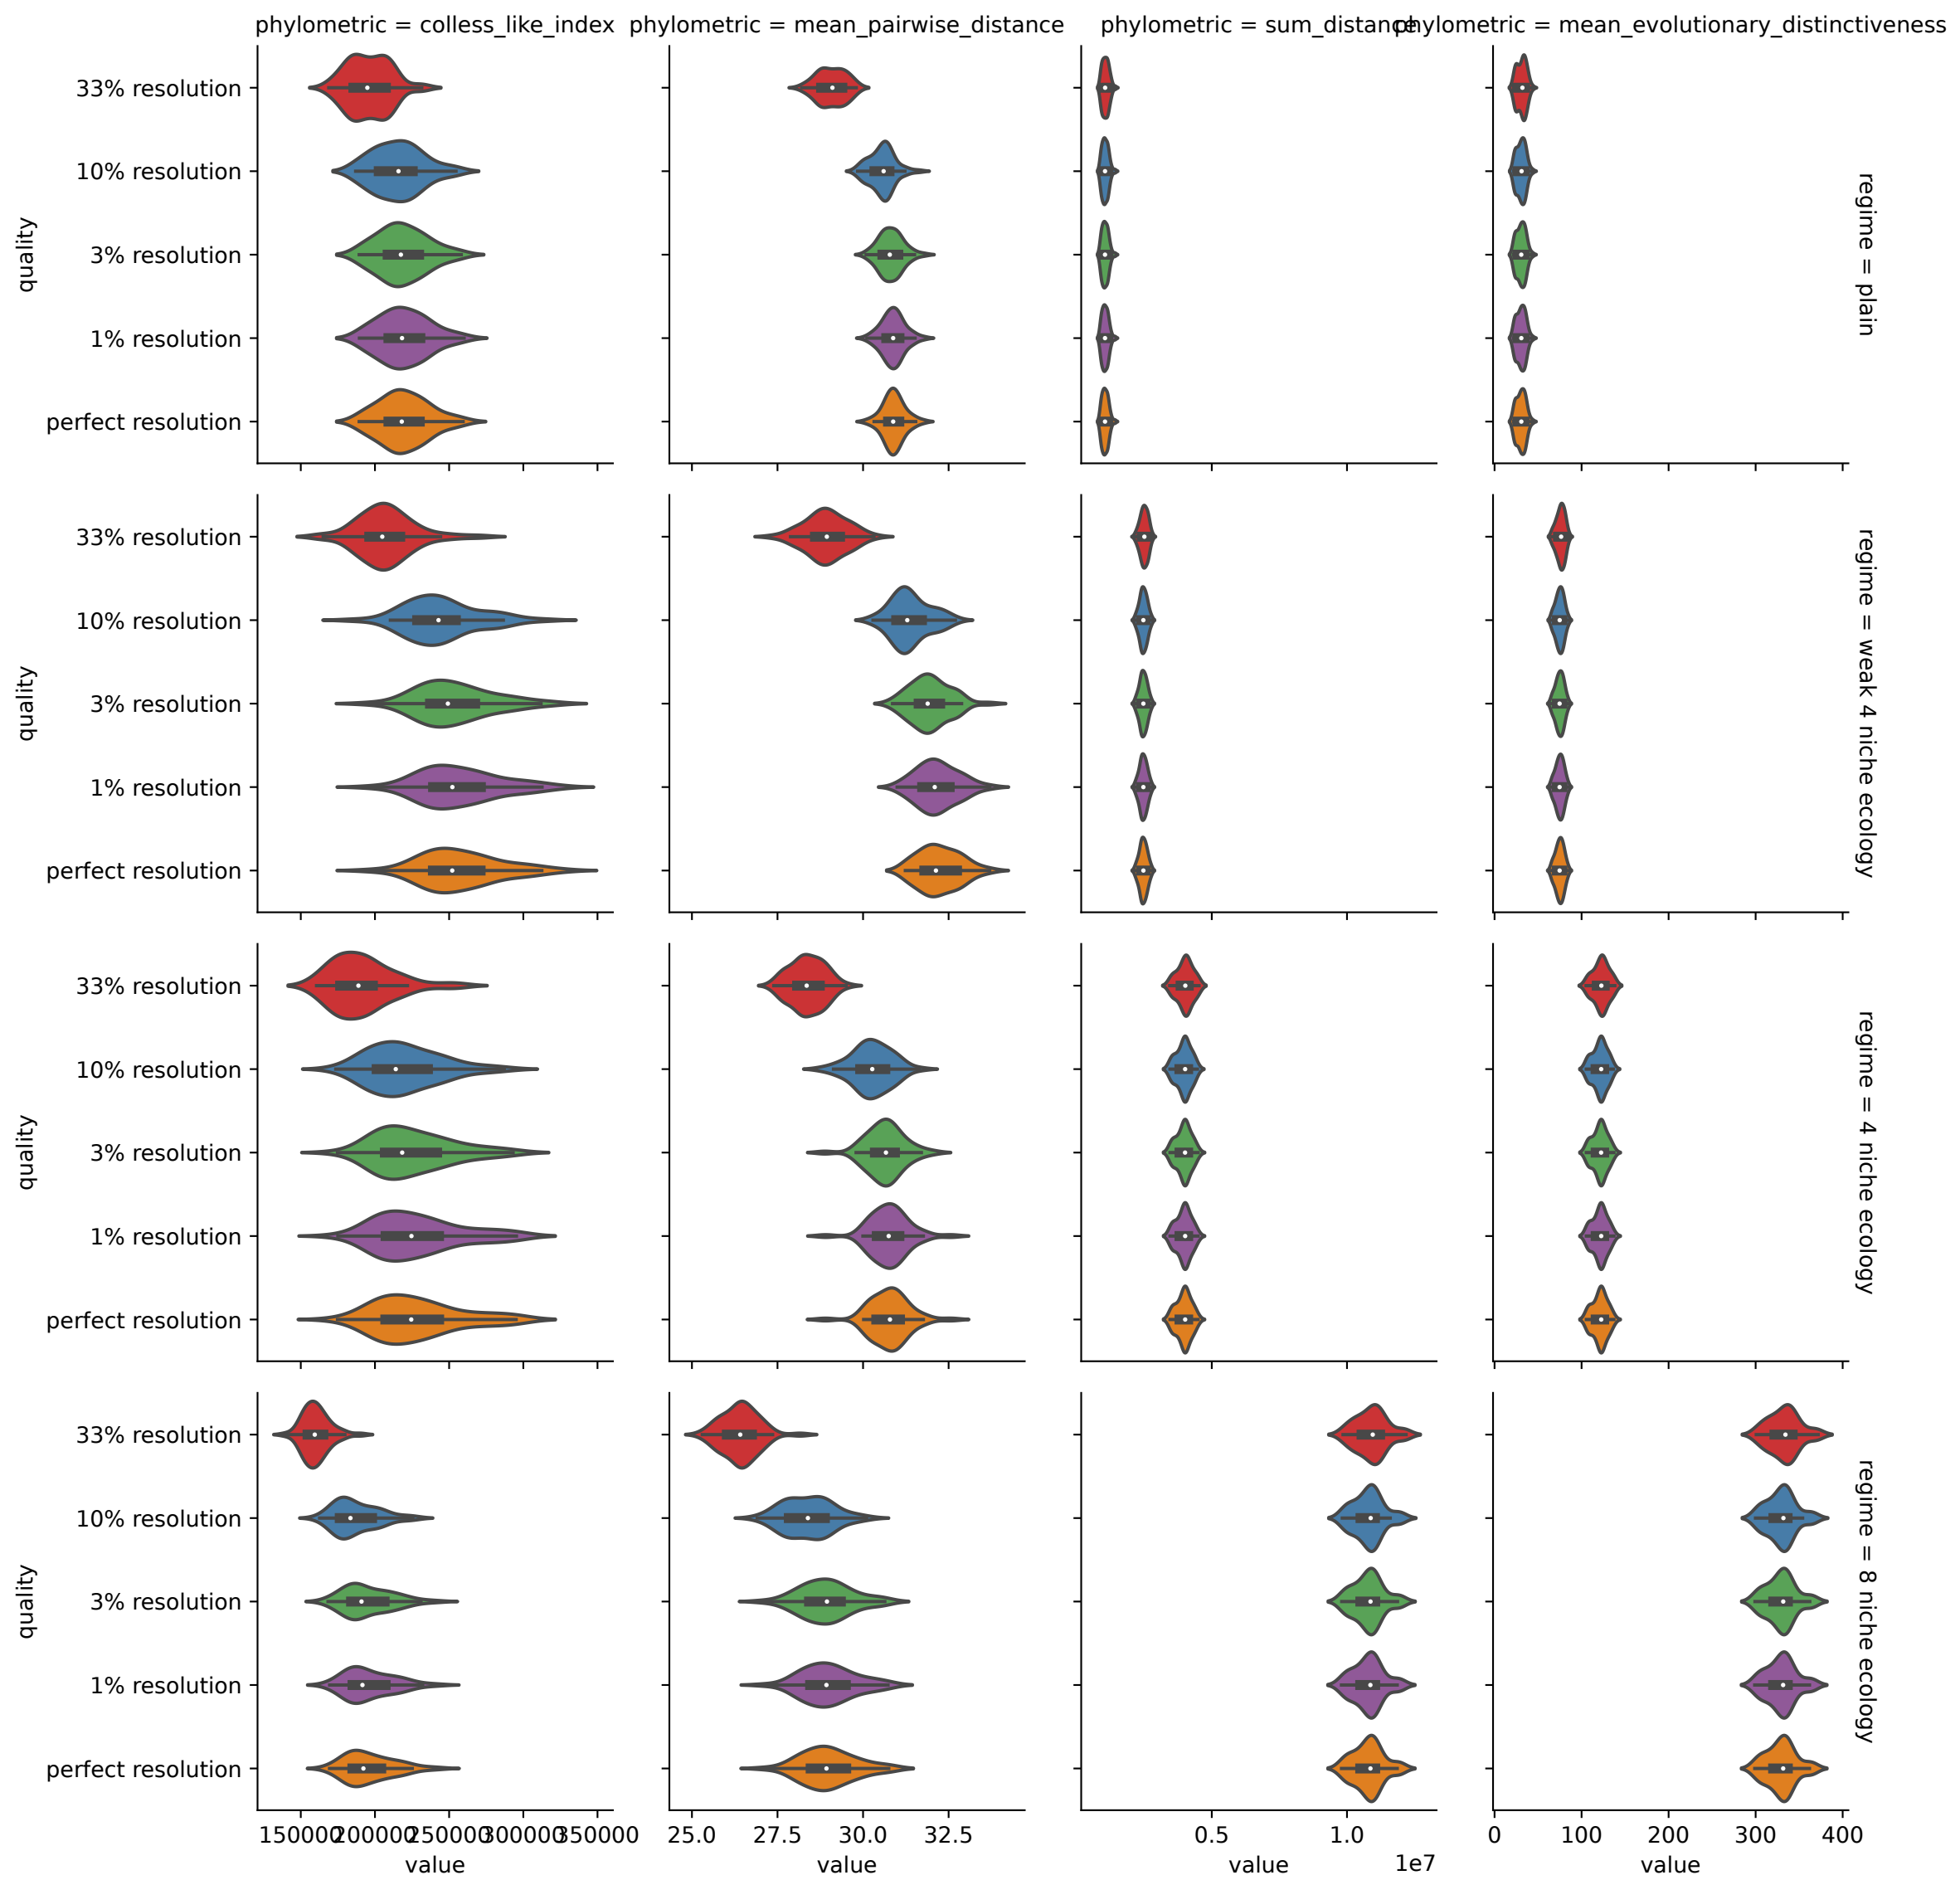 phylometric = colless_like_index
phylometric = mean_pairwise_distance
phylometric = sum_distance
phylometric = mean_evolutionary_distinctiveness
33% resolution
10% resolution
3% resolution
1% resolution
perfect resolution
quality
regime = plain
33% resolution
10% resolution
3% resolution
1% resolution
perfect resolution
quality
regime = weak 4 niche ecology
33% resolution
10% resolution
3% resolution
1% resolution
perfect resolution
quality
regime = 4 niche ecology
33% resolution
10% resolution
3% resolution
1% resolution
perfect resolution
quality
regime = 8 niche ecology
150000 200000 250000 300000 350000
value
25.0 27.5 30.0 32.5
value
0.5 1.0
1e7
value
0 100 200 300 400
value